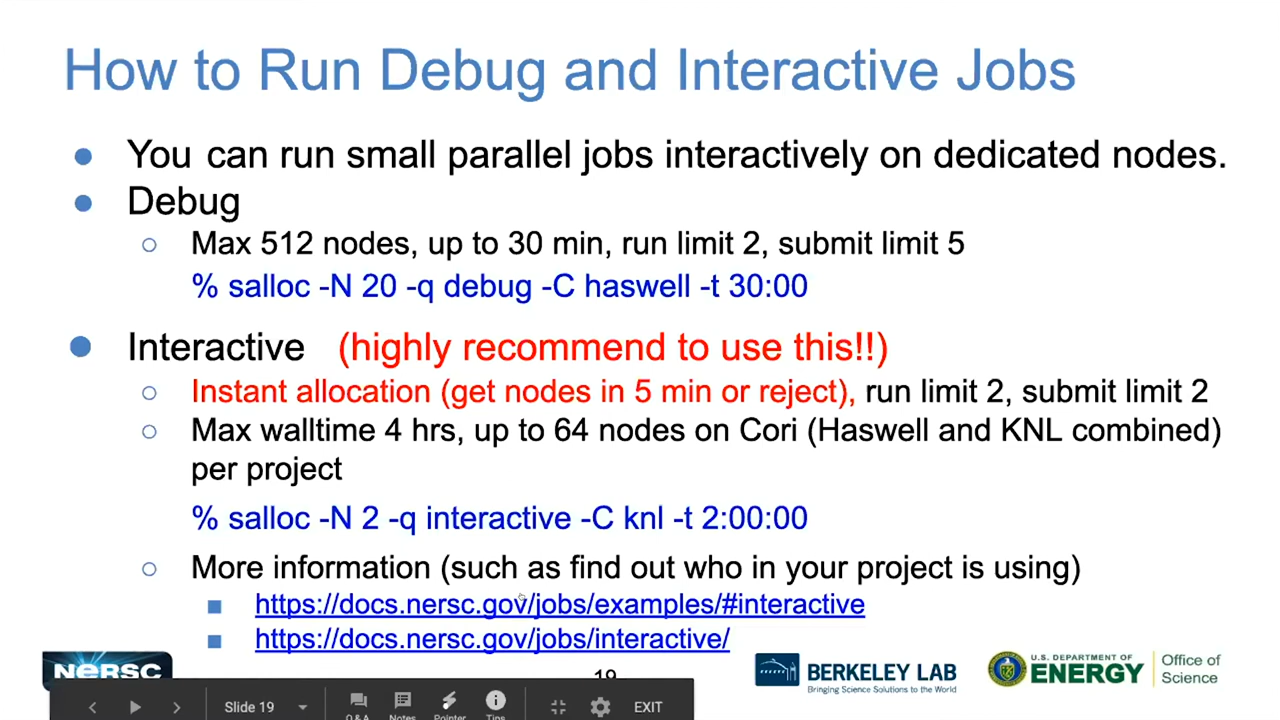 How to Run Debug and Interactive Jobs
● You can run small parallel jobs interactively on dedicated nodes.
● Debug
○ Max 512 nodes, up to 30 min, run limit 2, submit limit 5
% salloc -N 20 -q debug -C haswell -t 30:00
● Interactive (highly recommend to use this!!)
○ Instant allocation (get nodes in 5 min or reject), run limit 2, submit limit 2
○ Max walltime 4 hrs, up to 64 nodes on Cori (Haswell and KNL combined)
per project
% salloc -N 2 -q interactive -C knl -t 2:00:00
○ More information (such as find out who in your project is using)
■ https://docs.nersc.gov/jobs/examples/#interactive
■ https://docs.nersc.gov/jobs/interactive/
NERSC
19
BERKELEY LAB
Bringing Science Solutions to the World
U.S. DEPARTMENT OF
ENERGY
Office of
Science
Slide 19
Q & A
Notes
Pointer
Tips
EXIT